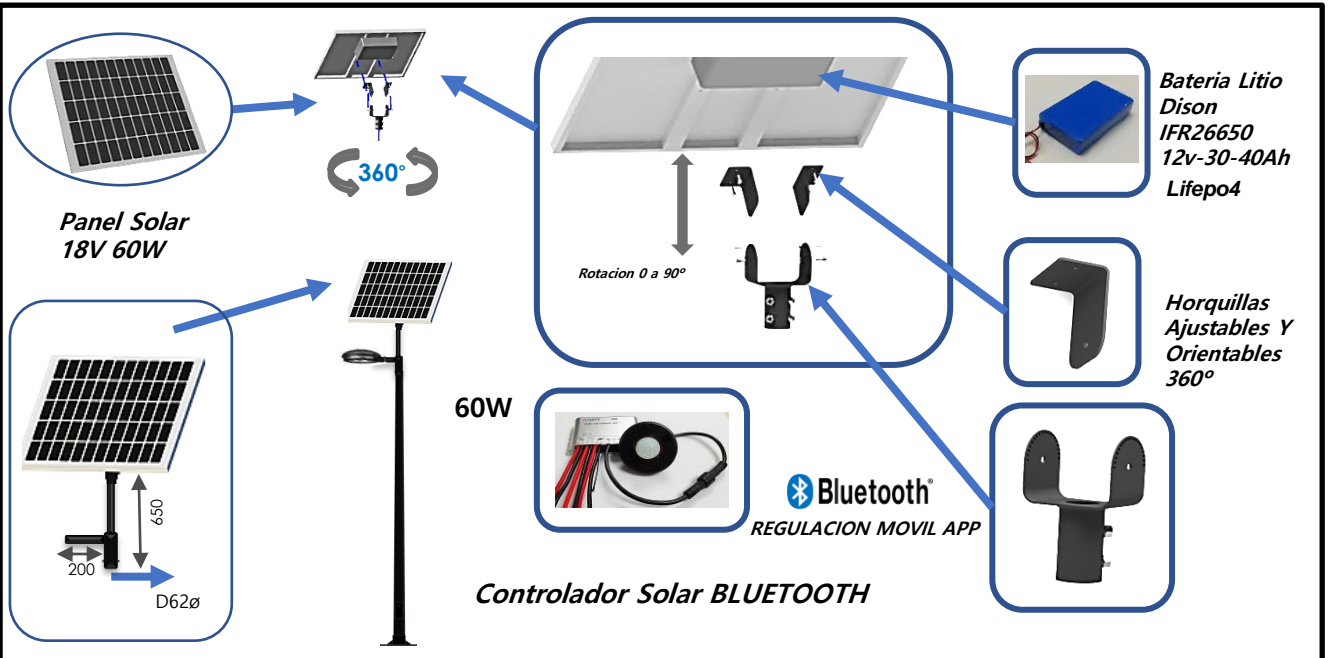 Panel Solar
18V 60W
360°
Rotacion 0 a 90º
Bateria Litio
Dison
IFR26650
12v-30-40Ah
Lifepo4
Horquillas
Ajustables Y
Orientables
360º
60W
Bluetooth®
REGULACION MOVIL APP
650
200
D62ø
Controlador Solar BLUETOOTH